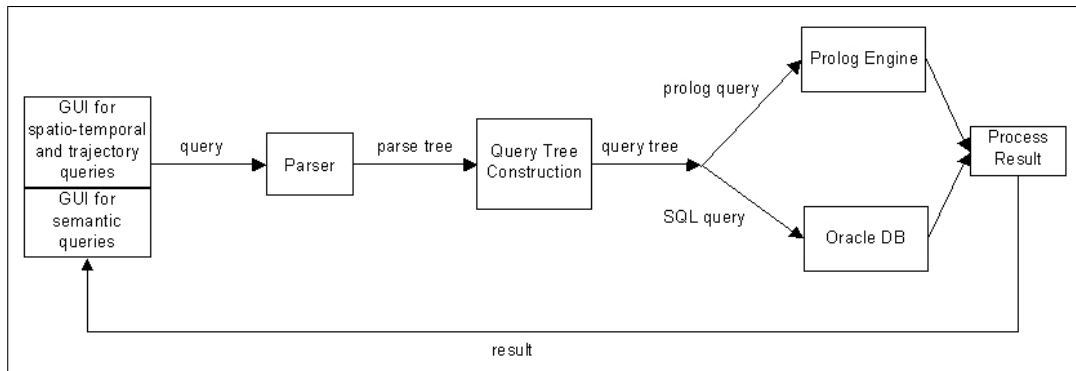 GUI for
spatio-temporal
and trajectory
queries
GUI for
semantic
queries
query
Parser
parse tree
Query Tree
Construction
query tree
prolog query
SQL query
Prolog Engine
Oracle DB
Process
Result
result